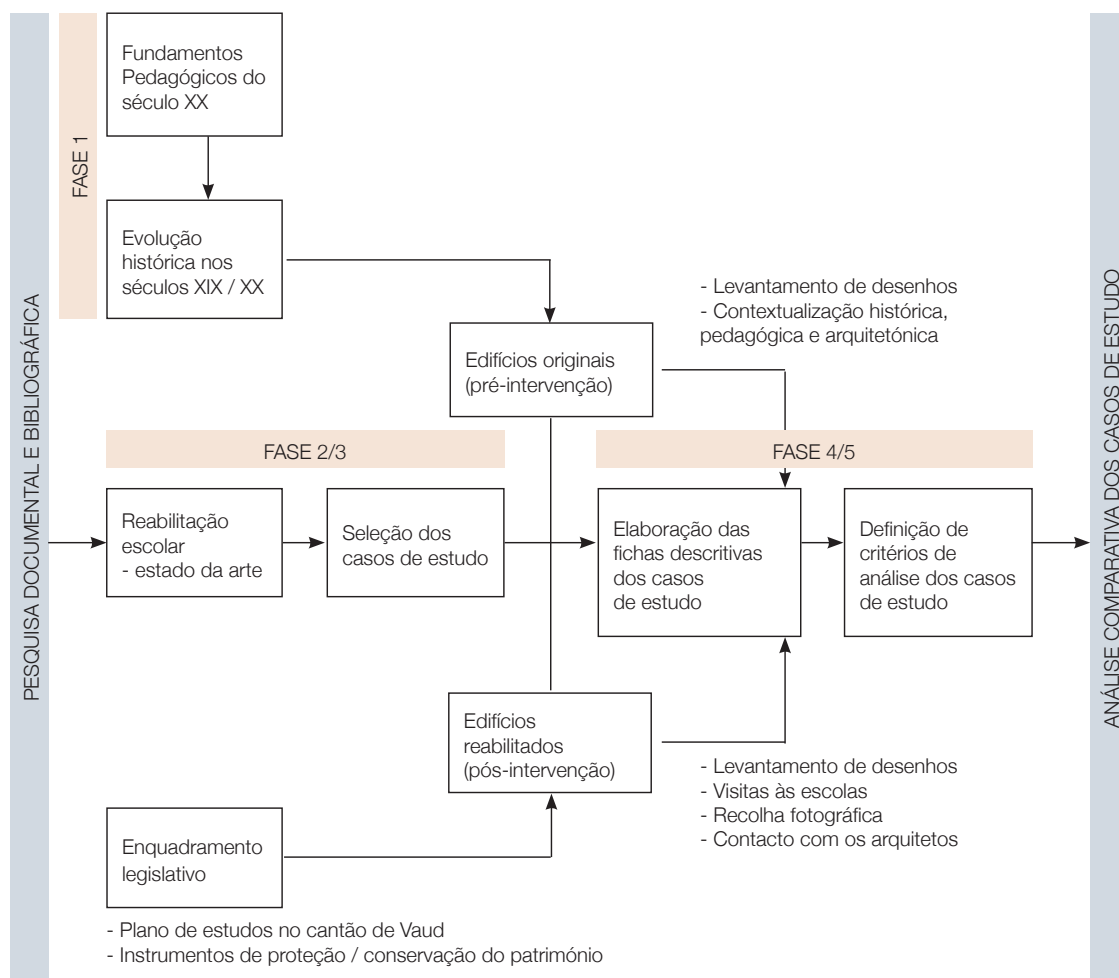 PESQUISA DOCUMENTAL E BIBLIOGRÁFICA
FASE 1
Fundamentos
Pedagógicos do
século XX
Evolução
histórica nos
séculos XIX / XX
Edifícios originais
(pré-intervenção)
- Levantamento de desenhos
- Contextualização histórica,
pedagógica e arquitetónica
FASE 2/3
Reabilitação
escolar
- estado da arte
Seleção dos
casos de estudo
FASE 4/5
Elaboração das
fichas descritivas
dos casos
de estudo
Definição de
critérios de
análise dos casos
de estudo
Edifícios
reabilitados
(pós-intervenção)
- Levantamento de desenhos
- Visitas às escolas
- Recolha fotográfica
- Contacto com os arquitetos
Enquadramento
legislativo
- Plano de estudos no cantão de Vaud
- Instrumentos de proteção / conservação do património
ANÁLISE COMPARATIVA DOS CASOS DE ESTUDO